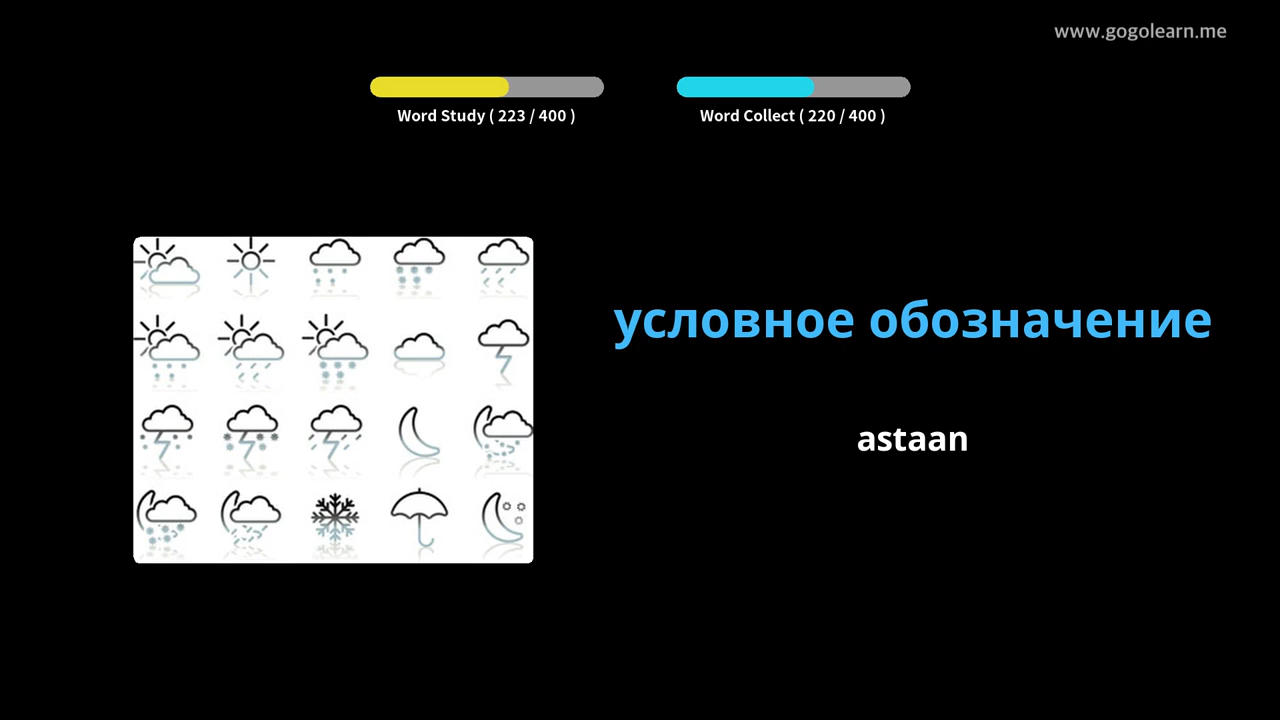 www.gogolearn.me
Word Study ( 223 / 400 )
Word Collect ( 220 / 400 )
условное обозначение
astaan